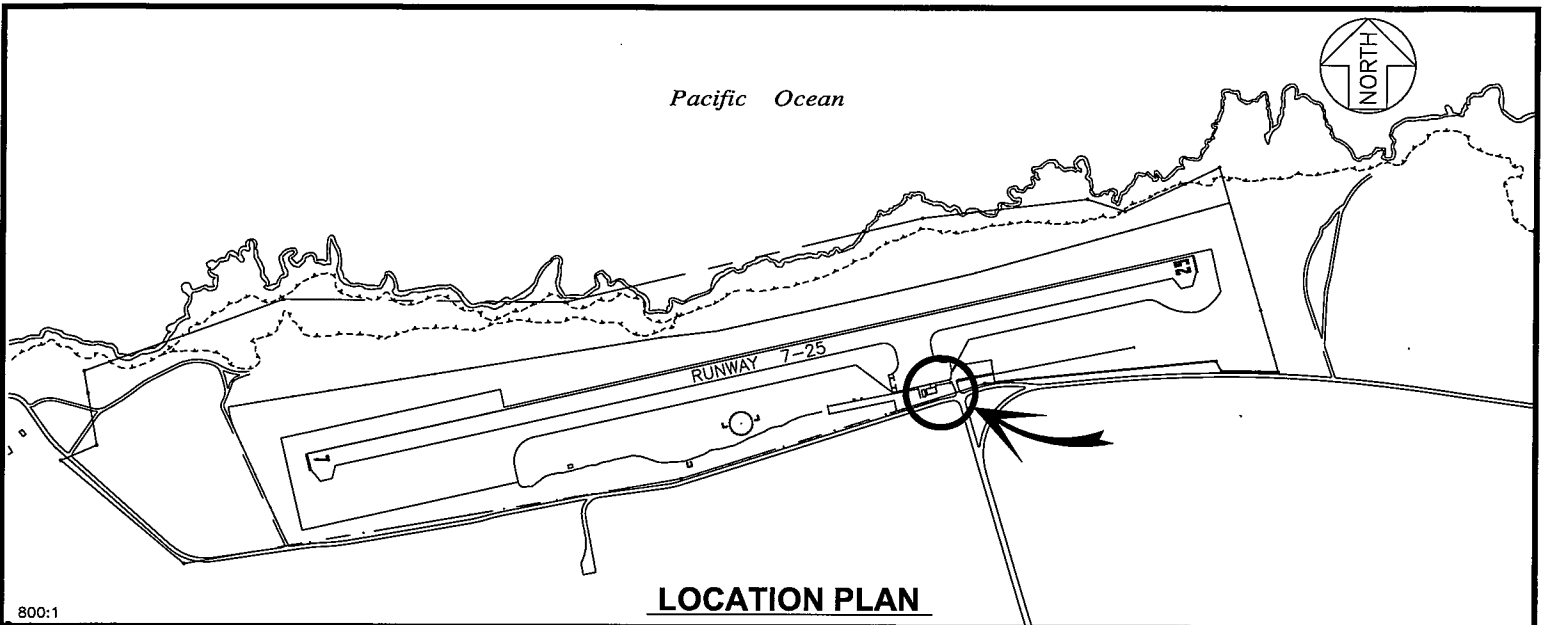 NORTH
Pacific Ocean
25
RUNWAY 7-25
7
800:1
LOCATION PLAN